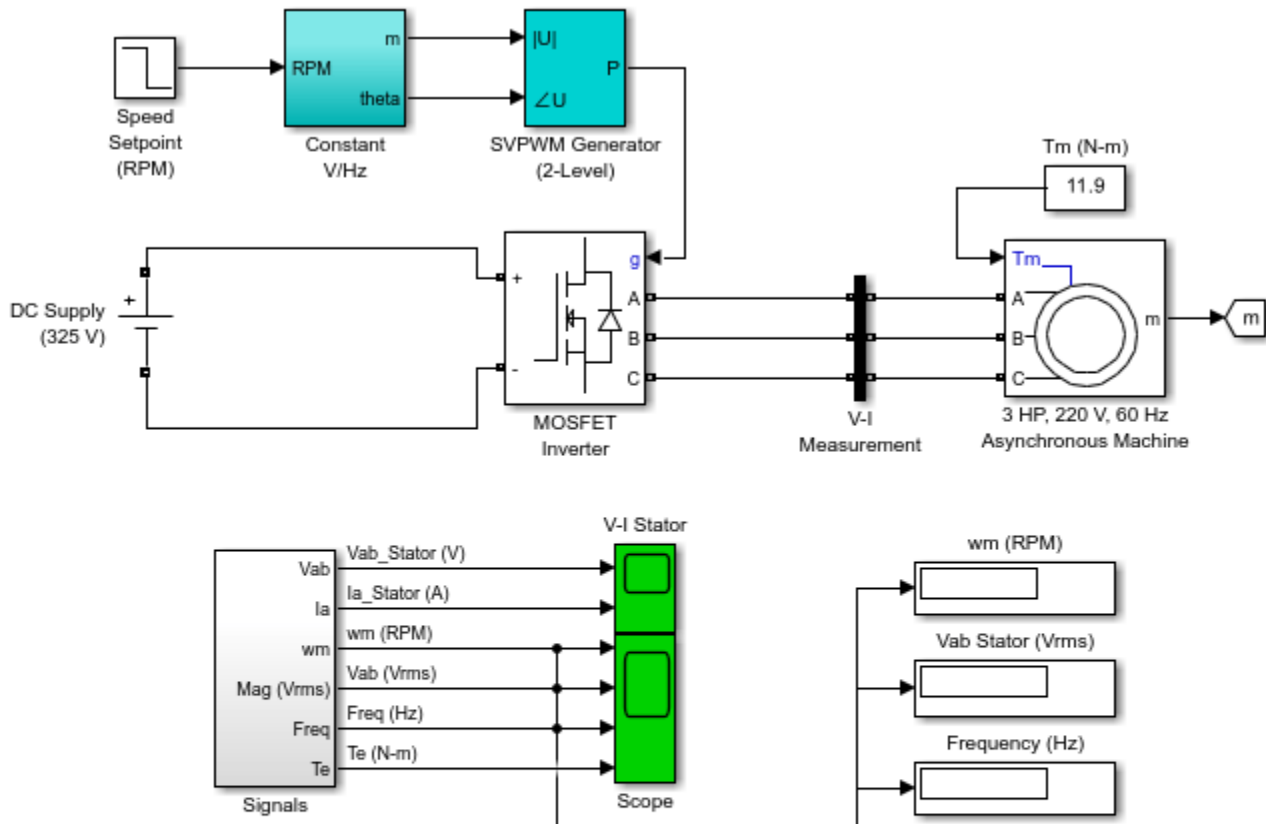 m
|U|
RPM
P
theta
∠U
Speed
Setpoint
(RPM)
Constant
V/Hz
SVPWM Generator
(2-Level)
Tm (N-m)
11.9
DC Supply
(325 V)
+
+
-
g
A
B
C
MOSFET
Inverter
V-I
Measurement
Tm
A
B
C
m
m
3 HP, 220 V, 60 Hz
Asynchronous Machine
V-I Stator
Vab
Vab_Stator (V)
Ia
Ia_Stator (A)
wm
wm (RPM)
Mag (Vrms)
Vab (Vrms)
Freq
Freq (Hz)
Te
Te (N-m)
Signals
Scope
wm (RPM)
Vab Stator (Vrms)
Frequency (Hz)